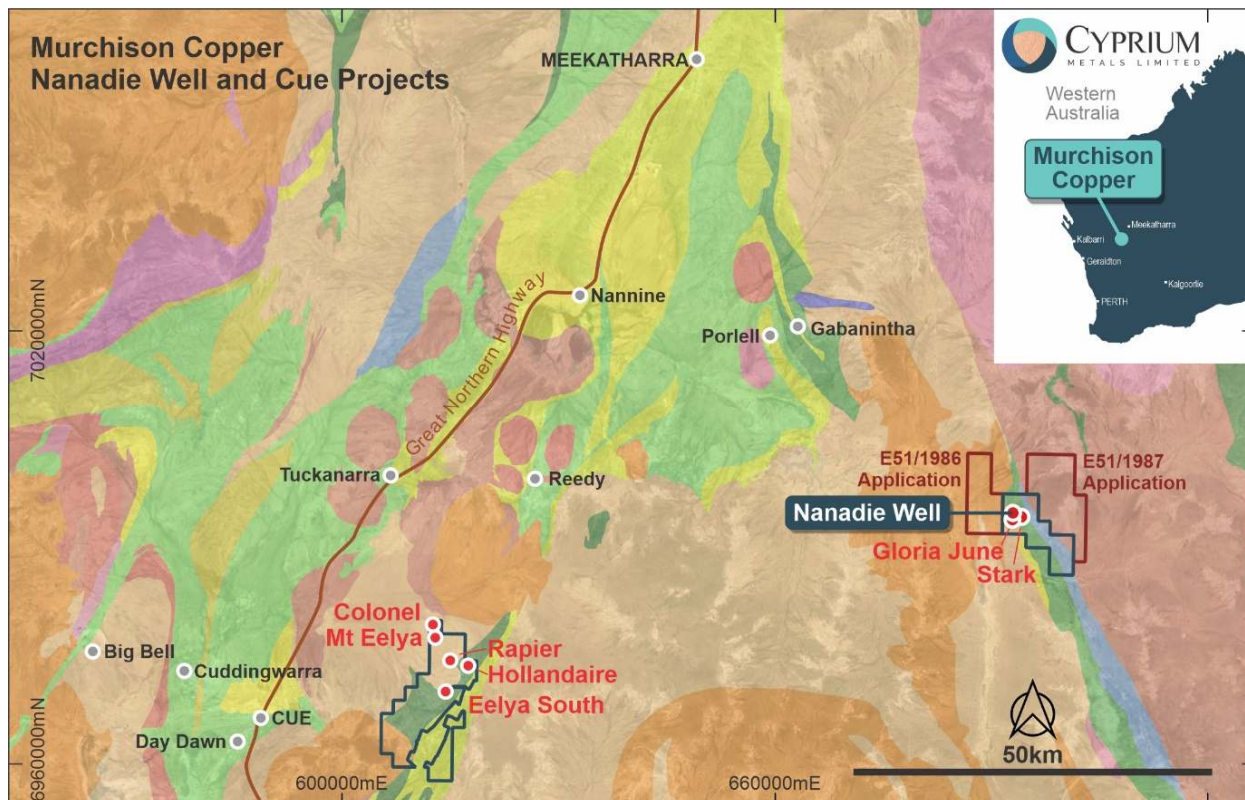 Murchison Copper
Nanadie Well and Cue Projects
MEEKATHARRA
CYPRIUM
METALS LIMITED
Western
Australia
Murchison
Copper
Meekatharra
Kalbarri
Geraldton
Kalgoorlie
PERTH
7020000mN
Great Northern Highway
Nannine
Porlell
Gabanintha
Tuckanarra
Reedy
E51/1986
Application
E51/1987
Application
Nanadie Well
Gloria June
Stark
Colonel
Mt Eelya
Rapier
Hollandaire
Eelya South
Big Bell
Cuddingwarra
CUE
Day Dawn
6960000mN
600000mE
660000mE
50km